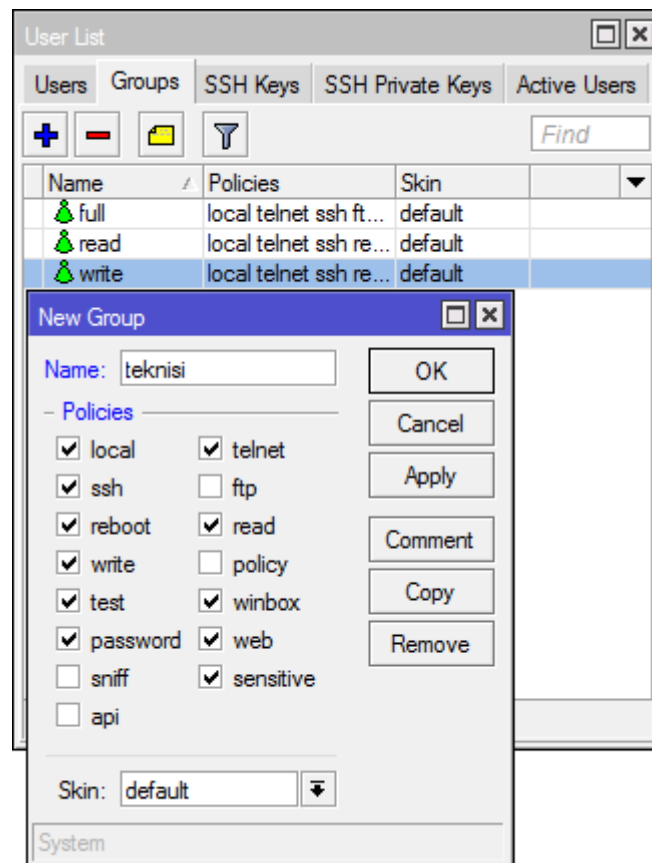 User List
Users Groups SSH Keys SSH Private Keys Active Users
Find
Name Policies Skin
full local telnet ssh ft... default
read local telnet ssh re... default
write local telnet ssh re... default
New Group
Name: teknisi OK
Policies Cancel
local telnet
ssh ftp Apply
reboot read Comment
write policy
test winbox Copy
password web Remove
sniff sensitive
api
Skin: default
System